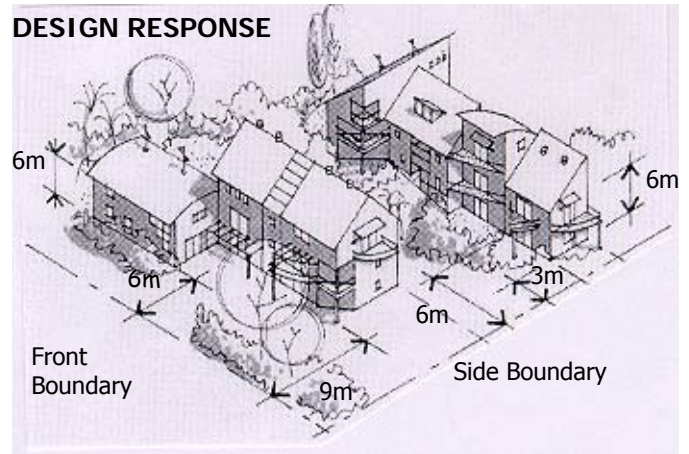 DESIGN RESPONSE
6m
6m
6m
3m
6m
Front
Boundary
9m
Side Boundary